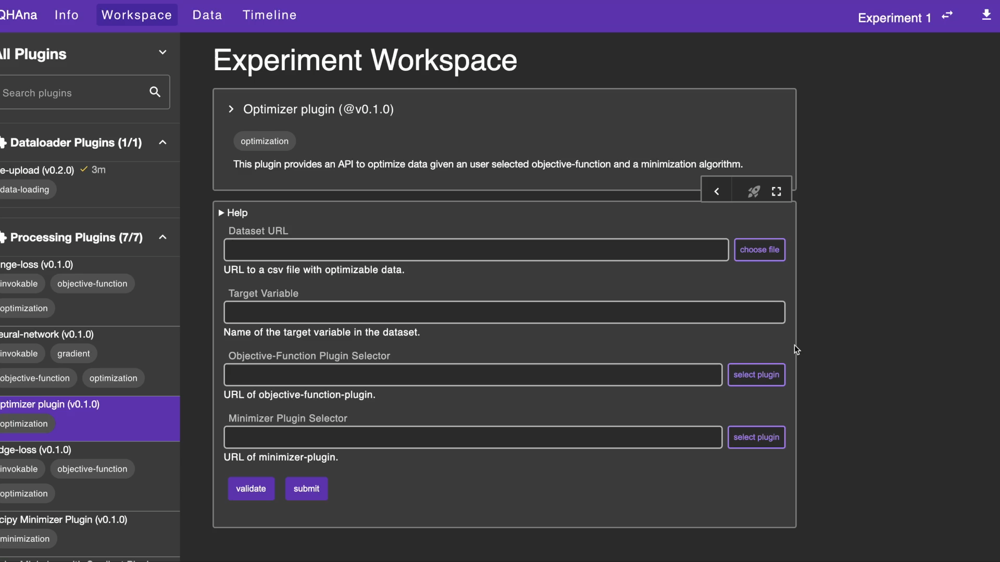 QHAna Info Workspace Data Timeline Experiment 1
All Plugins
Search plugins
Dataloader Plugins (1/1)
e-upload (v0.2.0) 3m
data-loading
Processing Plugins (7/7)
nge-loss (v0.1.0)
invokable objective-function
optimization
eural-network (v0.1.0)
invokable gradient
objective-function optimization
ptimizer plugin (v0.1.0)
optimization
dge-loss (v0.1.0)
invokable objective-function
optimization
cipy Minimizer Plugin (v0.1.0)
minimization
Experiment Workspace
Optimizer plugin (@v0.1.0)
optimization
This plugin provides an API to optimize data given an user selected objective-function and a minimization algorithm.
Help
Dataset URL
choose file
URL to a csv file with optimizable data.
Target Variable
Name of the target variable in the dataset.
Objective-Function Plugin Selector
select plugin
URL of objective-function-plugin.
Minimizer Plugin Selector
select plugin
URL of minimizer-plugin.
validate submit